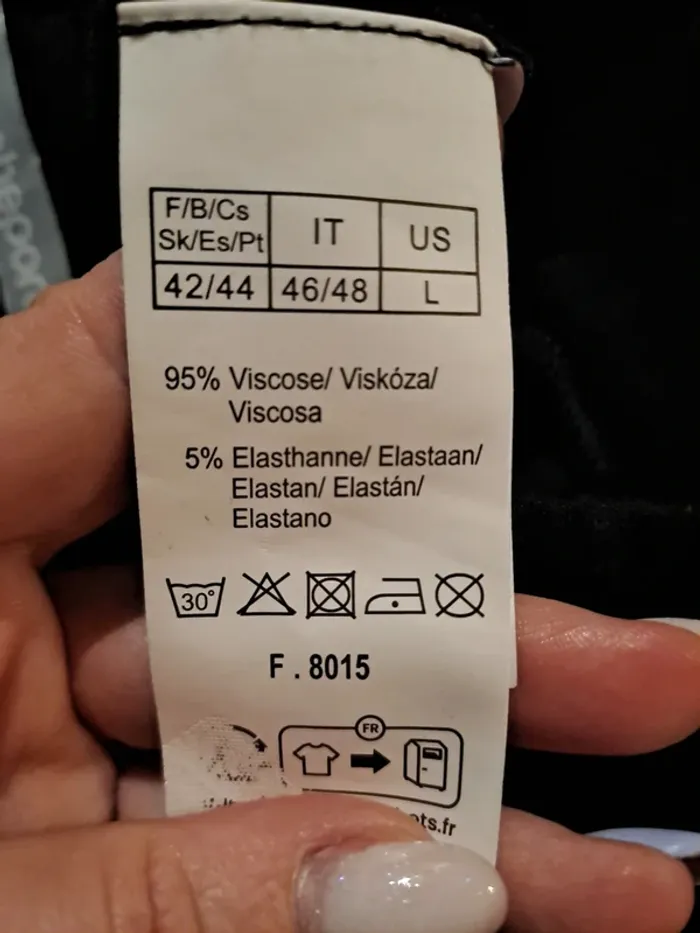 F/B/Cs
Sk/Es/Pt
IT
US
42/44
46/48
L
95% Viscose/ Viskóza/
Viscosa
5% Elasthanne/ Elastaan/
Elastan/ Elastán/
Elastano
30°
F . 8015
FR